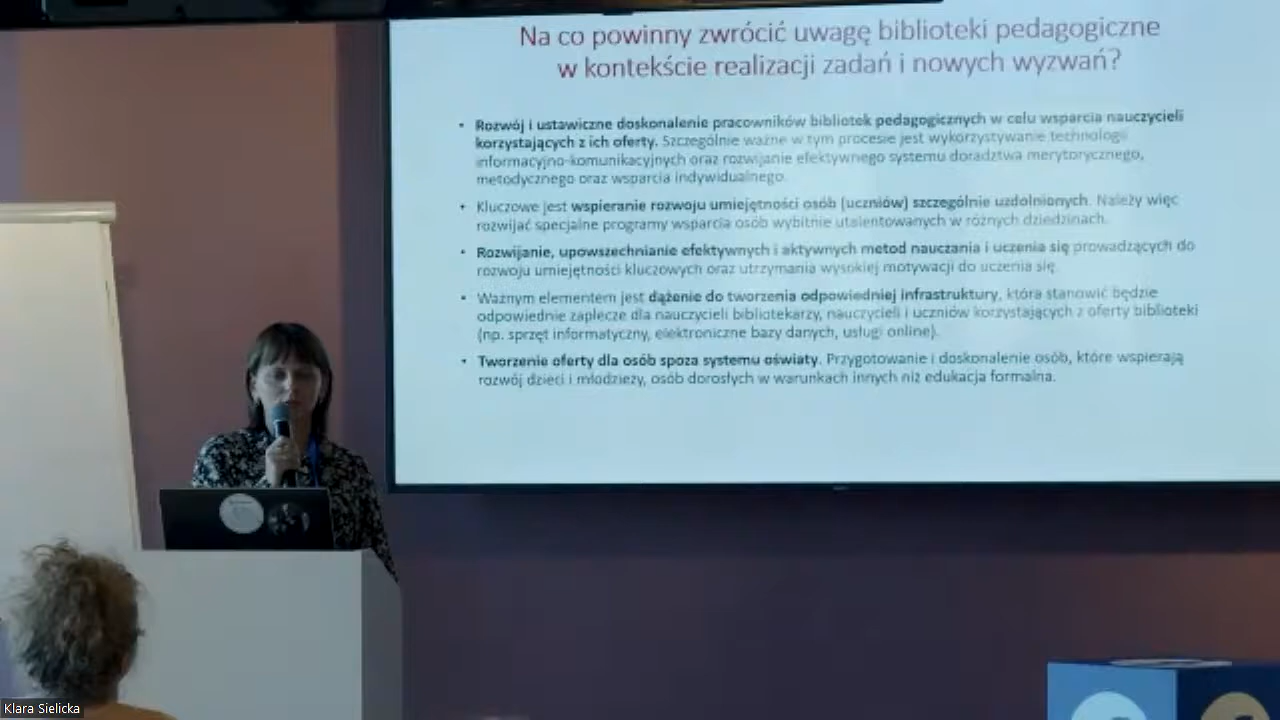 Na co powinny zwrócić uwagę biblioteki pedagogiczne
w kontekście realizacji zadań i nowych wyzwań?
• Rozwój i ustawiczne doskonalenie pracowników bibliotek pedagogicznych w celu wsparcia nauczycieli
korzystających z ich oferty. Szczególnie ważne w tym procesie jest wykorzystywanie technologii
informacyjno-komunikacyjnych oraz rozwijanie efektywnego systemu doradztwa merytorycznego,
metodycznego oraz wsparcia indywidualnego.
• Kluczowe jest wspieranie rozwoju umiejętności osób (uczniów) szczególnie uzdolnionych. Należy więc
rozwijać specjalne programy wsparcia osób wybitnie utalentowanych w różnych dziedzinach.
• Rozwijanie, upowszechnianie efektywnych i aktywnych metod nauczania i uczenia się prowadzących do
rozwoju umiejętności kluczowych oraz utrzymania wysokiej motywacji do uczenia się.
• Ważnym elementem jest dążenie do tworzenia odpowiedniej infrastruktury, która stanowić będzie
odpowiednie zaplecze dla nauczycieli bibliotekarzy, nauczycieli i uczniów korzystających z oferty biblioteki
(np. sprzęt informatyczny, elektroniczne bazy danych, usługi online).
• Tworzenie oferty dla osób spoza systemu oświaty. Przygotowanie i doskonalenie osób, które wspierają
rozwój dzieci i młodzieży, osób dorosłych w warunkach innych niż edukacja formalna.
Klara Sielicka